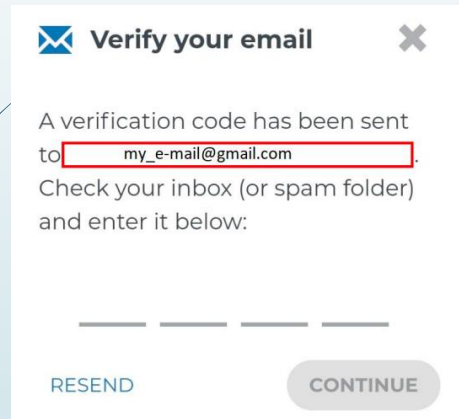 Verify your email
A verification code has been sent
to my_e-mail@gmail.com.
Check your inbox (or spam folder)
and enter it below:
RESEND CONTINUE